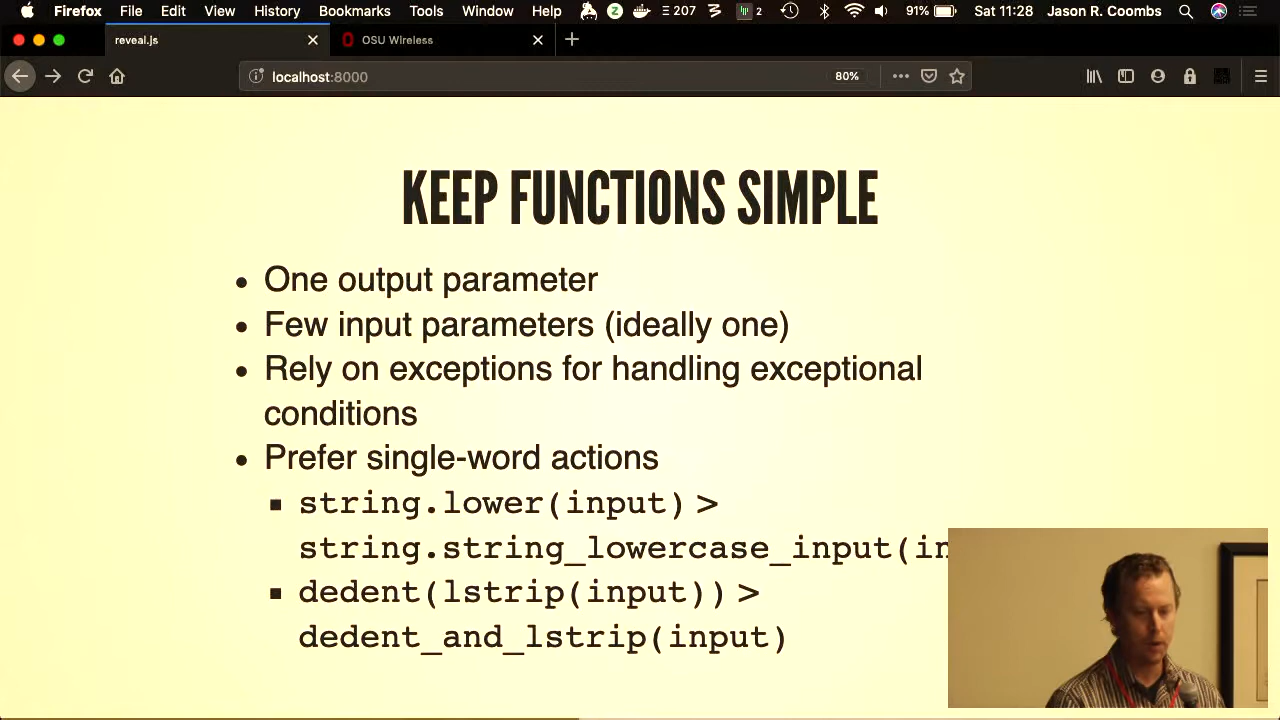 Firefox File Edit View History Bookmarks Tools Window Help 207 2 91% Sat 11:28 Jason R. Coombs
reveal.js OSU Wireless
localhost:8000 80%
KEEP FUNCTIONS SIMPLE
• One output parameter
• Few input parameters (ideally one)
• Rely on exceptions for handling exceptional
conditions
• Prefer single-word actions
▪ string.lower(input) >
string.string_lowercase_input(in
▪ dedent(lstrip(input)) >
dedent_and_lstrip(input)